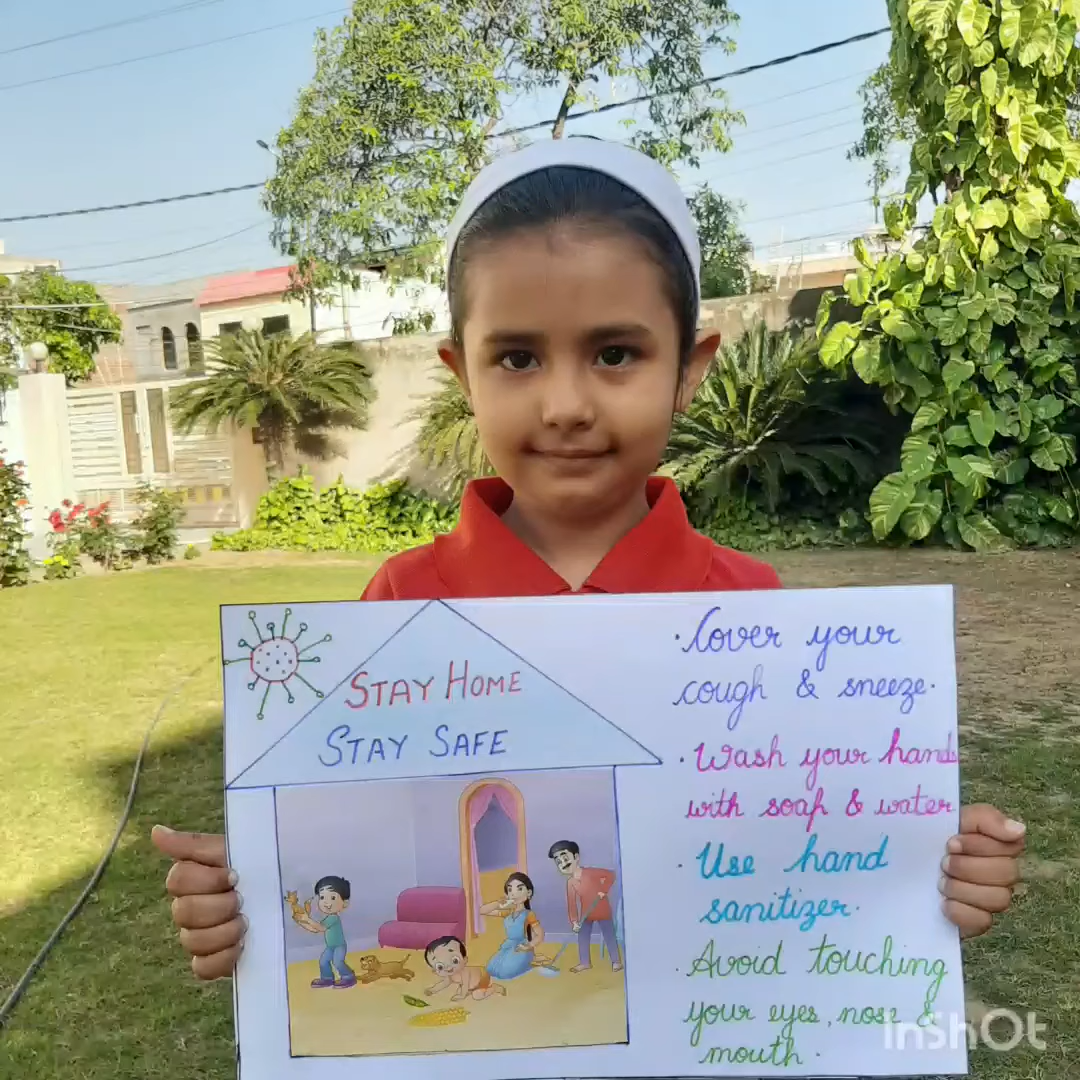 STAY HOME
STAY SAFE
· Cover your
cough & sneeze.
· Wash your hands
with soap & water
· Use hand
sanitizer.
· Avoid touching
your eyes, nose &
mouth.
InShOt